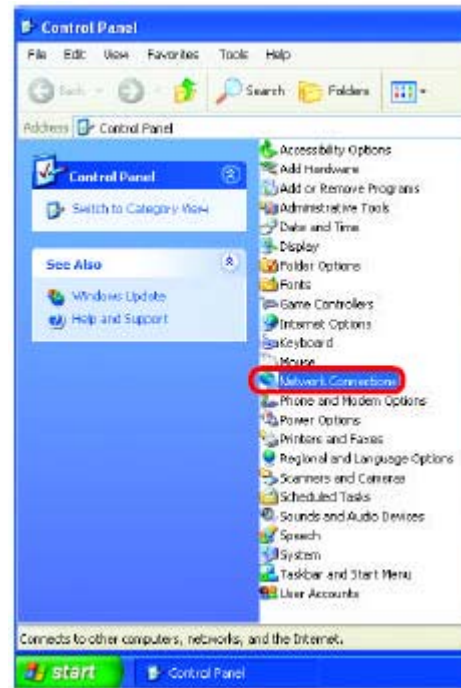 Control Panel
File Edit View Favorites Tools Help
Back Search Folders
Address Control Panel
Control Panel
Switch to Category View
See Also
Windows Update
Help and Support
Accessibility Options
Add Hardware
Add or Remove Programs
Administrative Tools
Date and Time
Display
Folder Options
Fonts
Game Controllers
Internet Options
Keyboard
Mouse
Network Connections
Phone and Modem Options
Power Options
Printers and Faxes
Regional and Language Options
Scanners and Cameras
Scheduled Tasks
Sounds and Audio Devices
Speech
System
Taskbar and Start Menu
User Accounts
Connects to other computers, networks, and the Internet.
start Control Panel